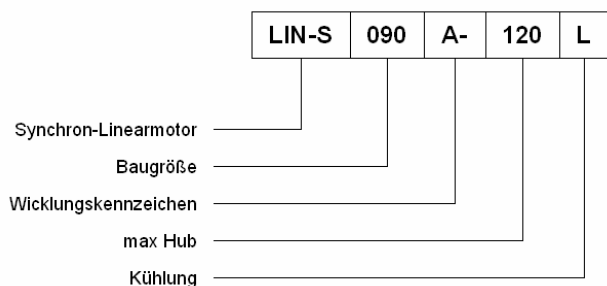 LIN-S 090 A- 120 L
Synchron-Linearmotor
Baugröße
Wicklungskennzeichen
max Hub
Kühlung